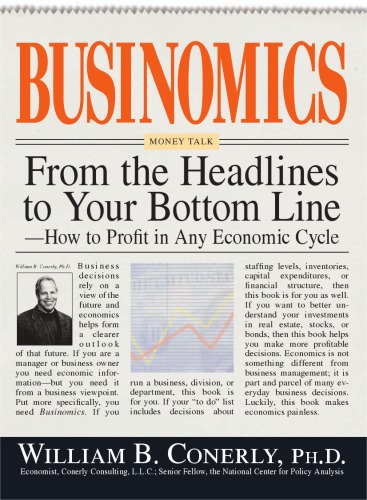 BUSINOMICS
MONEY TALK
From the Headlines
to Your Bottom Line
—How to Profit in Any Economic Cycle
William B. Conerly, Ph.D.
Business
decisions
rely on a
view of the
future and
economics
helps form
a clearer
outlook
of that future. If you are a
manager or business owner
you need economic infor-
mation—but you need it
from a business viewpoint.
Put more specifically, you
need Businomics. If you
run a business, division, or
department, this book is
for you. If your “to do” list
includes decisions about
staffing levels, inventories,
capital expenditures, or
financial structure, then
this book is for you as well.
If you want to better un-
derstand your investments
in real estate, stocks, or
bonds, then this book helps
you make more profitable
decisions. Economics is not
something different from
business management; it is
part and parcel of many ev-
eryday business decisions.
Luckily, this book makes
economics painless.
WILLIAM B. CONERLY, PH.D.
Economist, Conerly Consulting, L.L.C.; Senior Fellow, the National Center for Policy Analysis